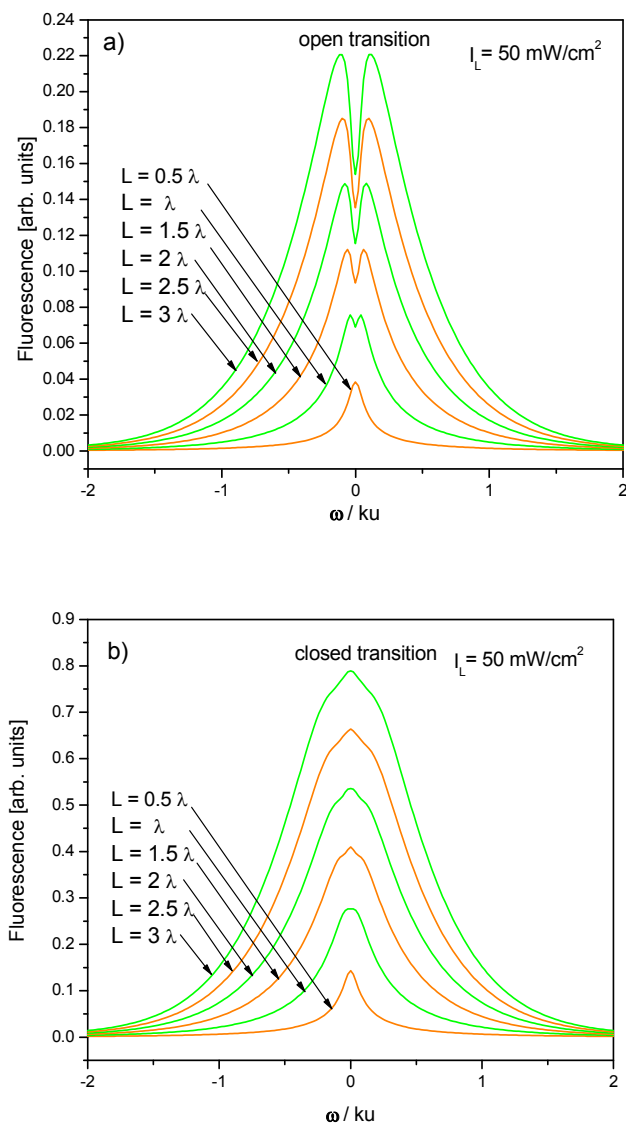 a)
open transition
I_L= 50 mW/cm²
L = 0.5 λ
L = λ
L = 1.5 λ
L = 2 λ
L = 2.5 λ
L = 3 λ
Fluorescence [arb. units]
0.24
0.22
0.20
0.18
0.16
0.14
0.12
0.10
0.08
0.06
0.04
0.02
0.00
-2 -1 0 1 2
ω / ku
b)
closed transition
I_L= 50 mW/cm²
L = 0.5 λ
L = λ
L = 1.5 λ
L = 2 λ
L = 2.5 λ
L = 3 λ
Fluorescence [arb. units]
0.9
0.8
0.7
0.6
0.5
0.4
0.3
0.2
0.1
0.0
-2 -1 0 1 2
ω / ku